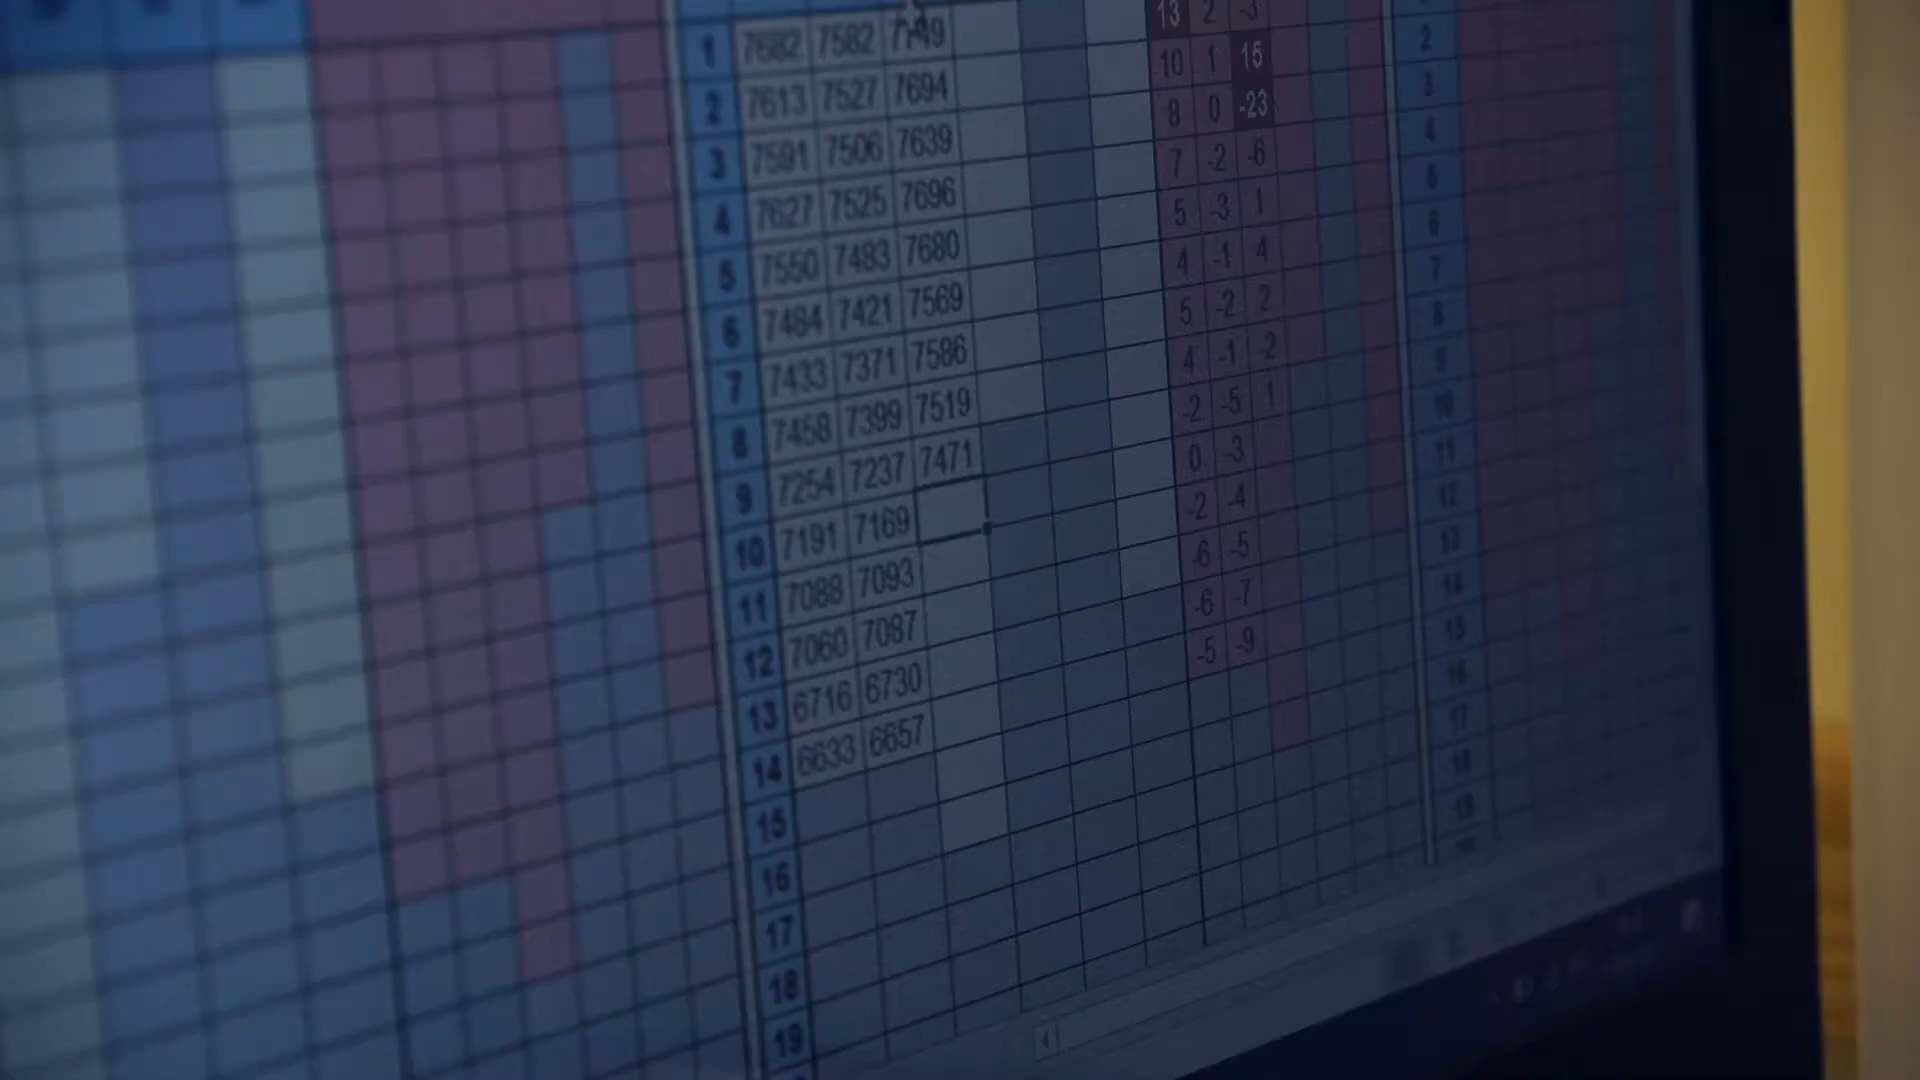 1 7682 7582 13 2 -3
2 7613 7527 7694 10 1 15 2
3 7591 7506 7639 8 0 -23 3
4 7627 7525 7696 7 -2 -6 4
5 7550 7483 7680 5 -3 1
6 7484 7421 7569 4 -1 4 6
7 7433 7371 7586 5 -2 2 7
8 7458 7399 7519 4 -1 -2
9 7254 7237 7471 -2 -5 1
10 7191 7169 0 -3 10
11 7088 7093 -2 -4 11
12 7060 7087 -6 -5 12
13 6716 6730 -6 -7 13
14 6633 6657 -5 -9 14
15 15
16 16
17 17
18 18
19 19